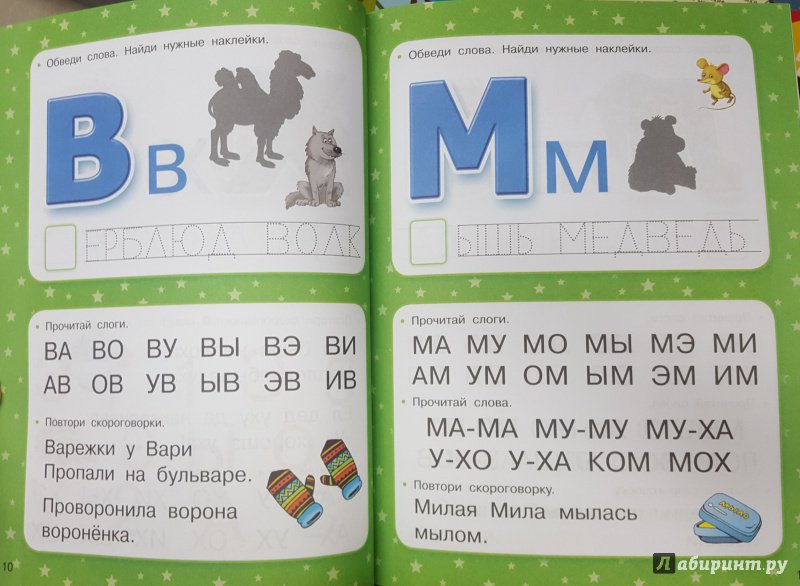 Обведи слова. Найди нужные наклейки.
В в
ЕРБЛЮД ВОЛК
Прочитай слоги.
ВА ВО ВУ ВЫ ВЭ ВИ
АВ ОВ УВ ЫВ ЭВ ИВ
Повтори скороговорки.
Варежки у Вари
Пропали на бульваре.
Проворонила ворона
воронёнка.
10
Обведи слова. Найди нужные наклейки.
М м
ЫШЬ МЕДВЕДЬ
Прочитай слоги.
МА МУ МО МЫ МЭ МИ
АМ УМ ОМ ЫМ ЭМ ИМ
Прочитай слова.
МА-МА МУ-МУ МУ-ХА
У-ХО У-ХА КОМ МОХ
Повтори скороговорку.
Милая Мила мылась
мылом.
МЫЛО
Лабиринт.ру